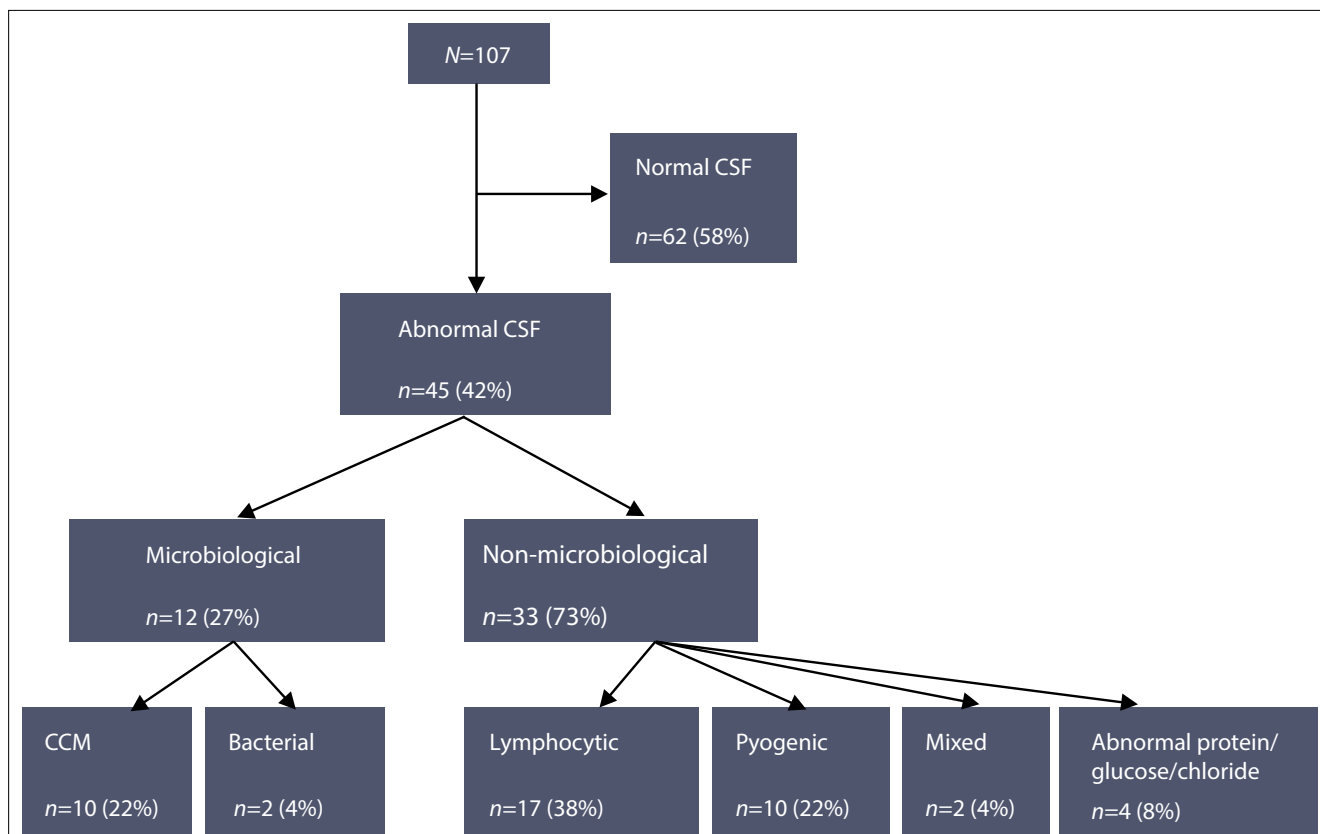 N=107
Normal CSF
n=62 (58%)
Abnormal CSF
n=45 (42%)
Microbiological
n=12 (27%)
Non-microbiological
n=33 (73%)
CCM
n=10 (22%)
Bacterial
n=2 (4%)
Lymphocytic
n=17 (38%)
Pyogenic
n=10 (22%)
Mixed
n=2 (4%)
Abnormal protein/
glucose/chloride
n=4 (8%)